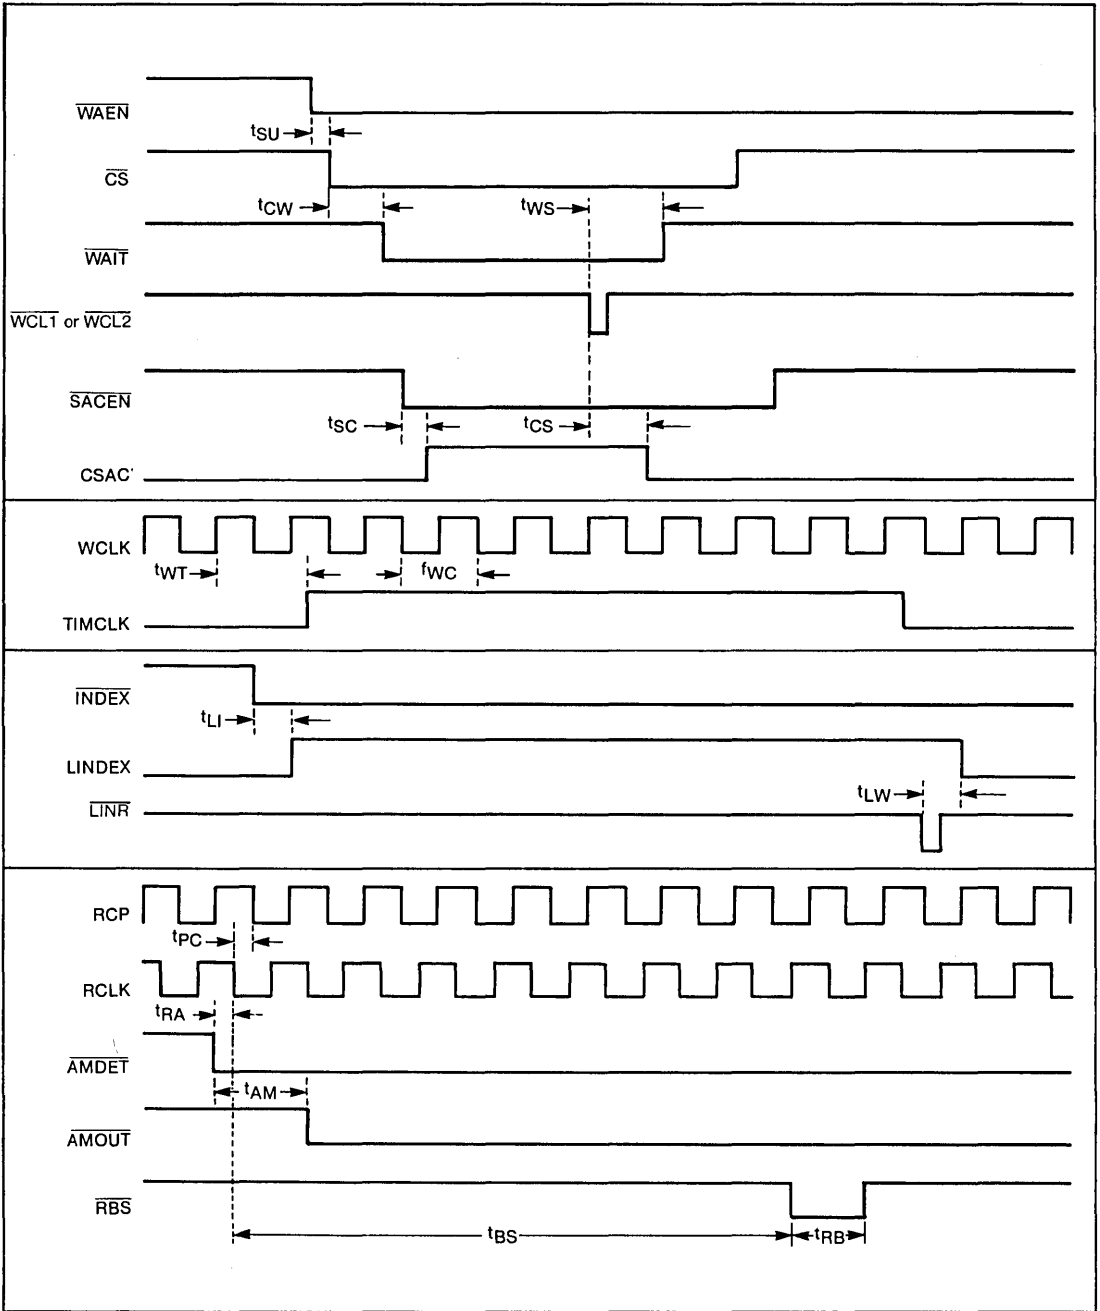 WAEN
tSU
CS
tCW
tWS
WAIT
WCL1 or WCL2
SACEN
tSC
tCS
CSAC
WCLK
tWT
fWC
TIMCLK
INDEX
tLI
LINDEX
tLW
LINR
RCP
tPC
RCLK
tRA
AMDET
tAM
AMOUT
RBS
tBS
tRB